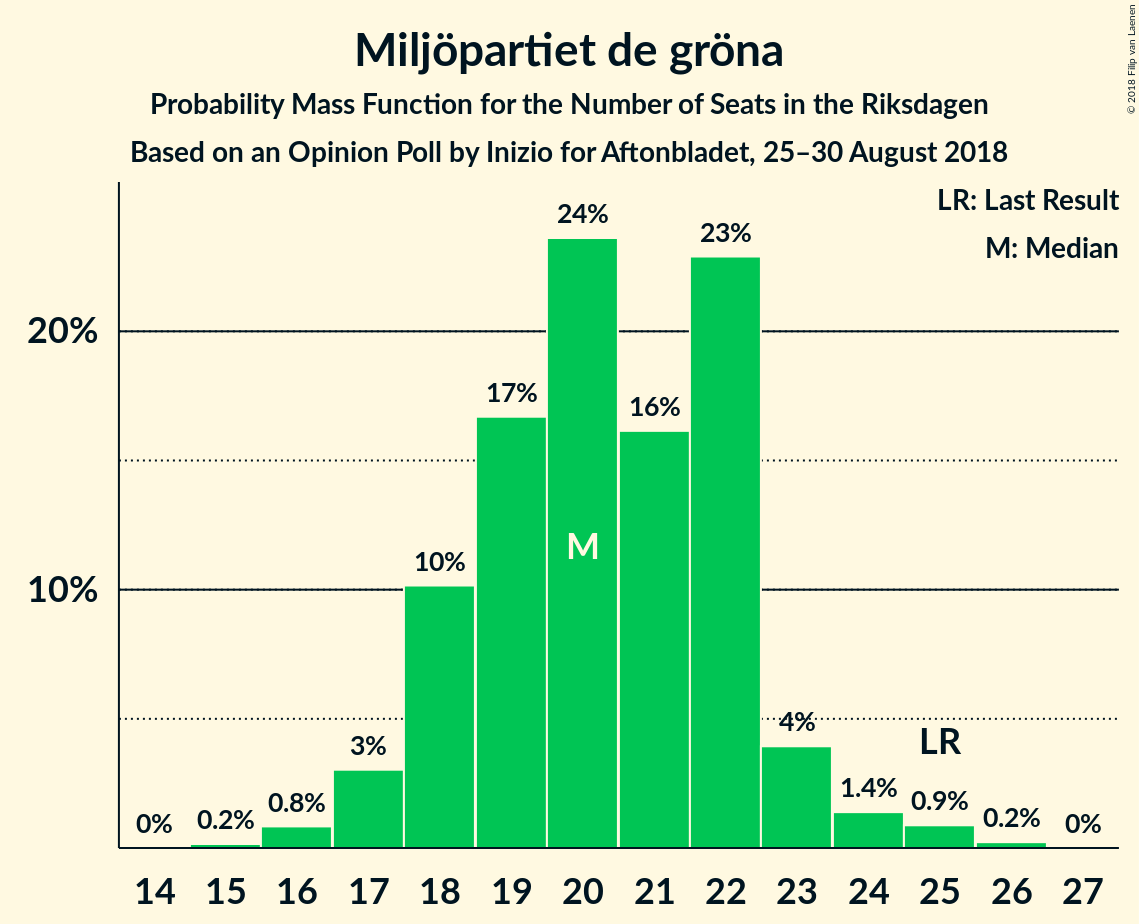 Miljöpartiet de gröna
Probability Mass Function for the Number of Seats in the Riksdagen
Based on an Opinion Poll by Inizio for Aftonbladet, 25–30 August 2018
© 2018 Filip van Laenen
LR: Last Result
M: Median
20%
10%
0%
0.2%
0.8%
3%
10%
17%
24%
16%
23%
4%
1.4%
0.9%
0.2%
0%
M
LR
14 15 16 17 18 19 20 21 22 23 24 25 26 27